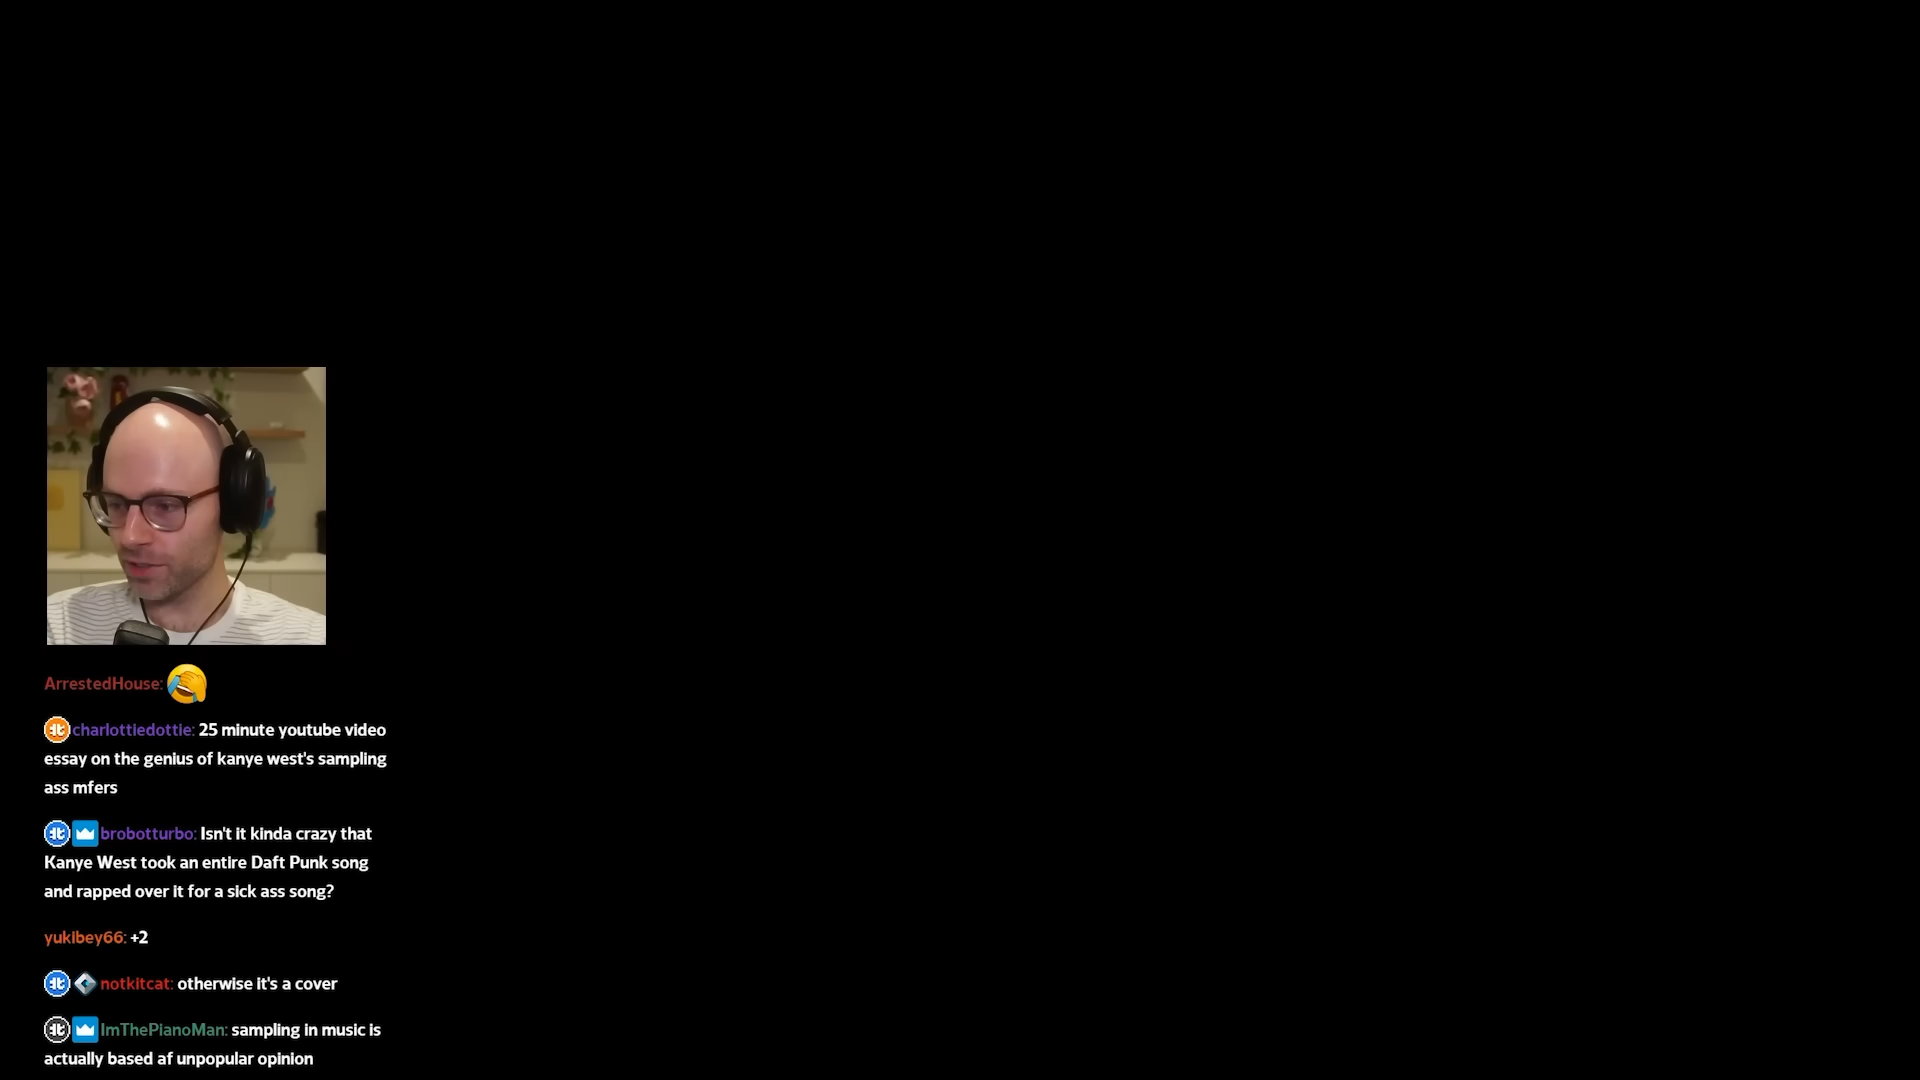 ArrestedHouse:
charlottiedottie: 25 minute youtube video
essay on the genius of kanye west's sampling
ass mfers
brobotturbo: Isn't it kinda crazy that
Kanye West took an entire Daft Punk song
and rapped over it for a sick ass song?
yukibey66: +2
notkitcat: otherwise it's a cover
ImThePianoMan: sampling in music is
actually based af unpopular opinion